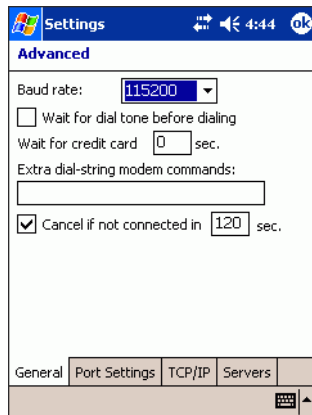 Settings 4:44 ok
Advanced
Baud rate: 115200
Wait for dial tone before dialing
Wait for credit card 0 sec.
Extra dial-string modem commands:
Cancel if not connected in 120 sec.
General Port Settings TCP/IP Servers